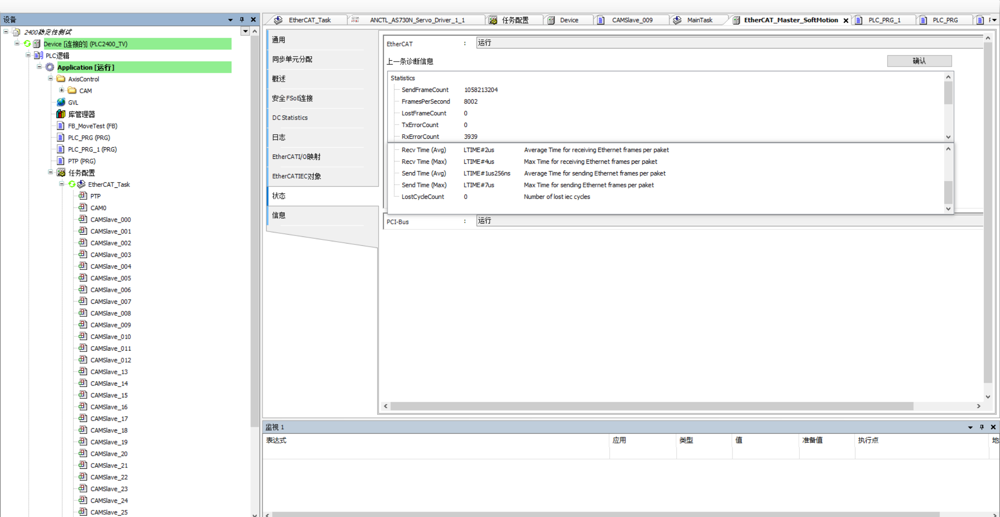 设备
2400稳定性测试
Device [连接的] (PLC2400_TV)
PLC逻辑
Application [运行]
AxisControl
CAM
GVL
库管理器
FB_MoveTest (FB)
PLC_PRG (PRG)
PLC_PRG_1 (PRG)
PTP (PRG)
任务配置
EtherCAT_Task
PTP
CAM0
CAMSlave_000
CAMSlave_001
CAMSlave_002
CAMSlave_003
CAMSlave_004
CAMSlave_005
CAMSlave_006
CAMSlave_007
CAMSlave_008
CAMSlave_009
CAMSlave_010
CAMSlave_011
CAMSlave_012
CAMSlave_13
CAMSlave_14
CAMSlave_15
CAMSlave_16
CAMSlave_17
CAMSlave_18
CAMSlave_19
CAMSlave_20
CAMSlave_21
CAMSlave_22
CAMSlave_23
CAMSlave_24
CAMSlave_25
EtherCAT_Task ANCTL_AS730N_Servo_Driver_1_1 任务配置 Device CAMSlave_009 MainTask EtherCAT_Master_SoftMotion PLC_PRG_1 PLC_PRG
通用
同步单元分配
概述
安全FSoE连接
DC Statistics
日志
EtherCATI/O映射
EtherCATIEC对象
状态
信息
EtherCAT : 运行
上一条诊断信息 确认
Statistics
SendFrameCount 1058213204
FramesPerSecond 8002
LostFrameCount 0
TxErrorCount 0
RxErrorCount 3939
Recv Time (Avg) LTIME#2us Average Time for receiving Ethernet frames per paket
Recv Time (Max) LTIME#4us Max Time for receiving Ethernet frames per paket
Send Time (Avg) LTIME#1us256ns Average Time for sending Ethernet frames per paket
Send Time (Max) LTIME#7us Max Time for sending Ethernet frames per paket
LostCycleCount 0 Number of lost iec cycles
PCI-Bus : 运行
监视 1
表达式 应用 类型 值 准备值 执行点 地